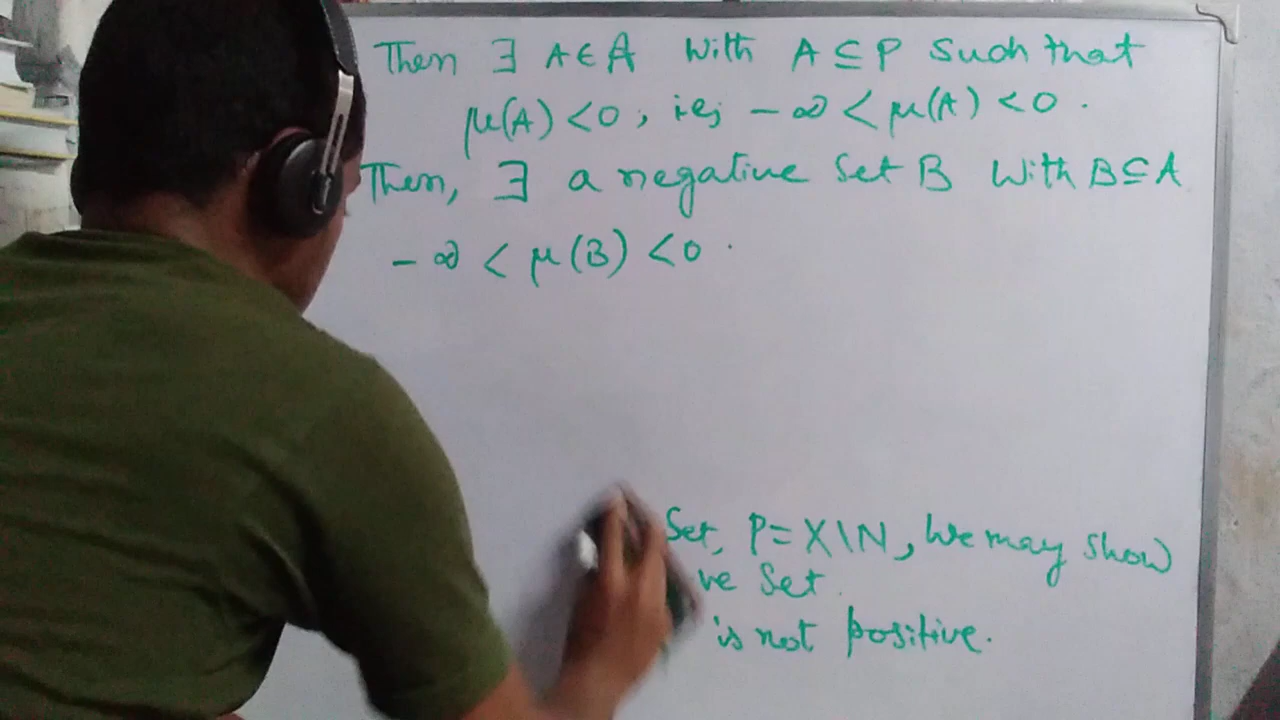 Then ∃ A ∈ 𝒜 with A ⊆ P such that
μ(A) < 0, ie; -∞ < μ(A) < 0.
Then, ∃ a negative set B with B ⊆ A
-∞ < μ(B) < 0.
Set, P = X\N, we may show
ve set.
is not positive.